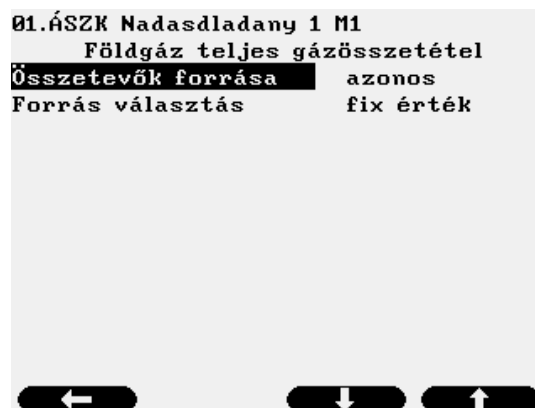 01.ÁSZK Nadasdladany 1 M1
Földgáz teljes gázösszetétel
Összetevők forrása azonos
Forrás választás fix érték